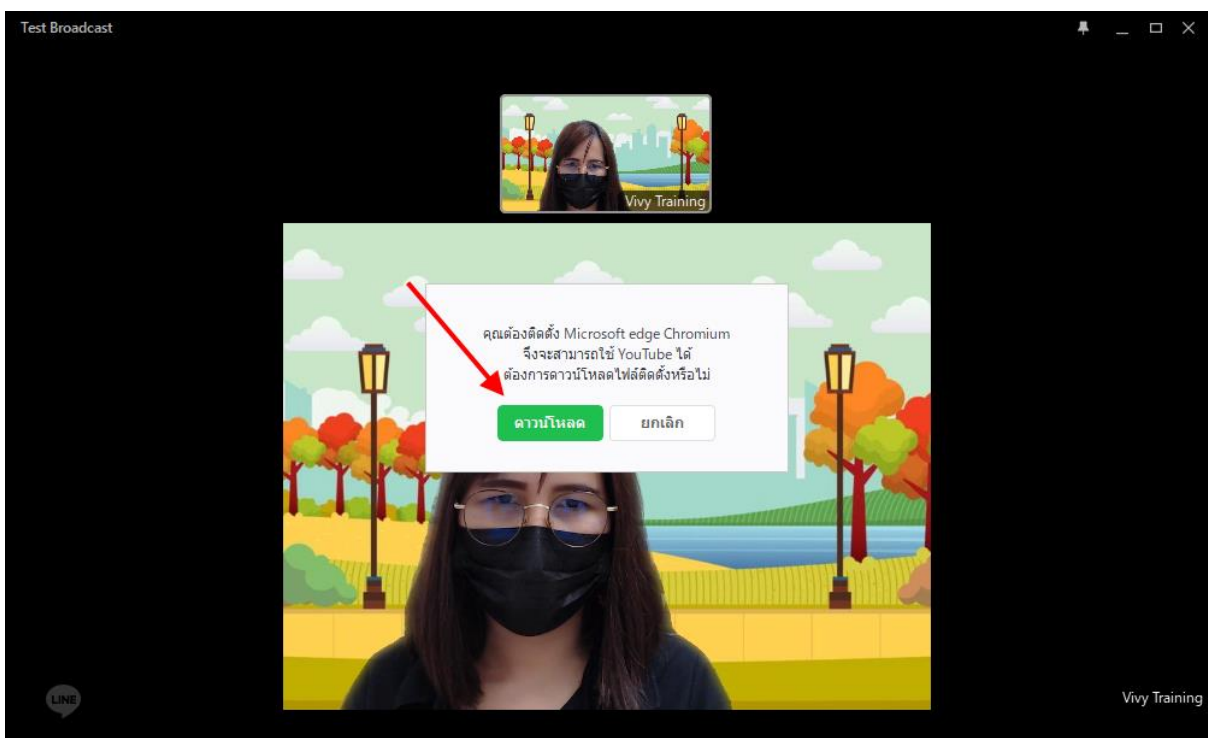 Test Broadcast
Vivy Training
คุณต้องติดตั้ง Microsoft edge Chromium
จึงจะสามารถใช้ YouTube ได้
ต้องการดาวน์โหลดไฟล์ติดตั้งหรือไม่
ดาวน์โหลด
ยกเลิก
LINE
Vivy Training